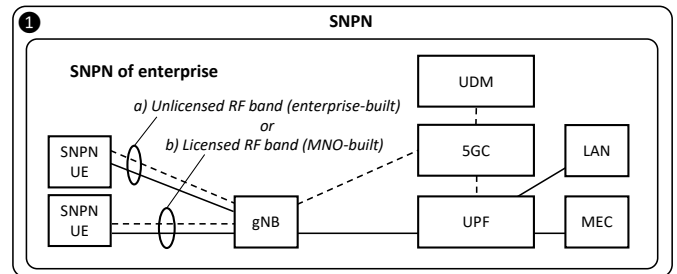 1
SNPN
SNPN of enterprise
a) Unlicensed RF band (enterprise-built)
or
b) Licensed RF band (MNO-built)
UDM
5GC
LAN
SNPN
UE
SNPN
UE
gNB
UPF
MEC